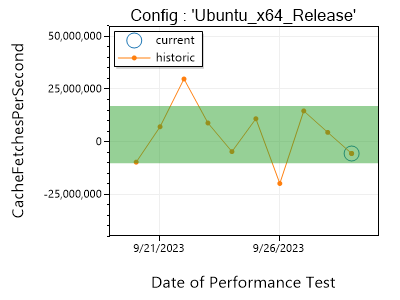 Config : 'Ubuntu_x64_Release'
50,000,000
25,000,000
0
-25,000,000
CacheFetchesPerSecond
current
historic
9/21/2023
9/26/2023
Date of Performance Test